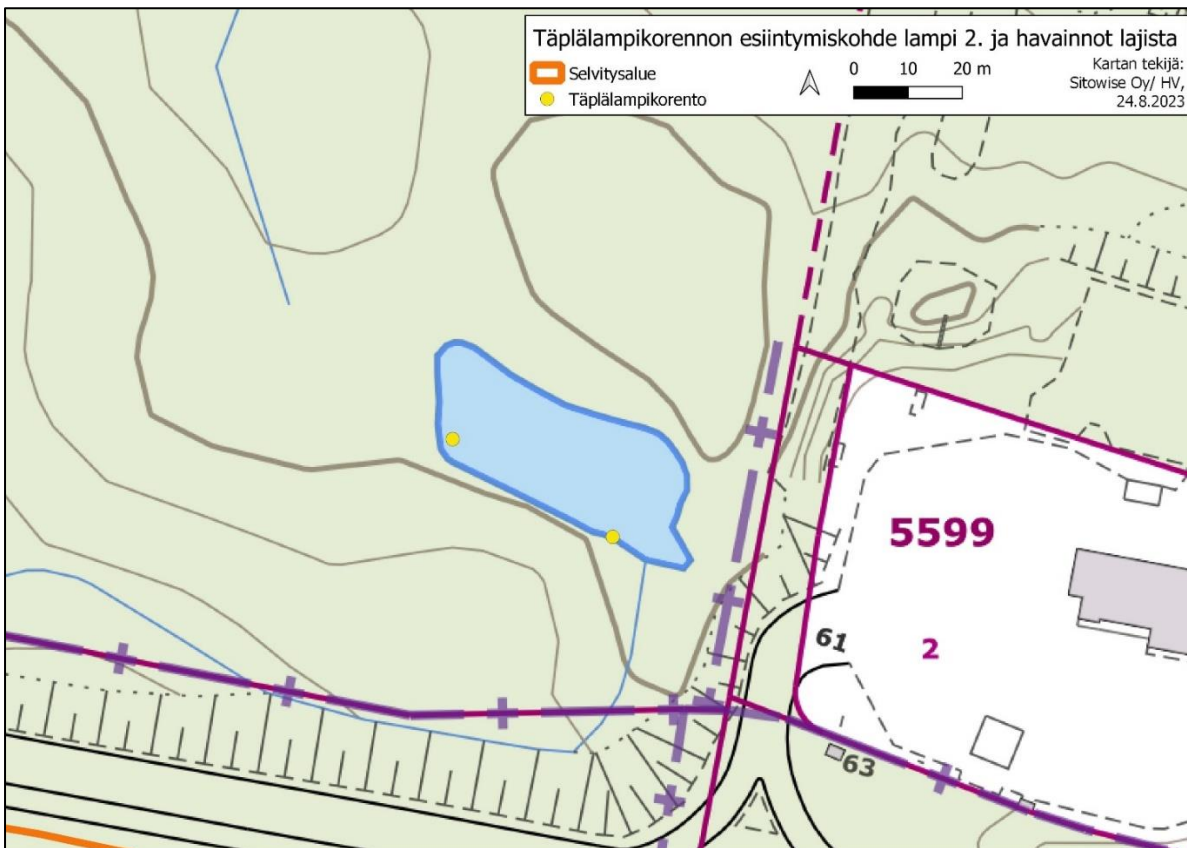 Täplälampikorennon esiintymiskohde lampi 2. ja havainnot lajista
Selvitysalue
Täplälampikorento
0 10 20 m
Kartan tekijä:
Sitowise Oy/ HV,
24.8.2023
5599
61
2
63